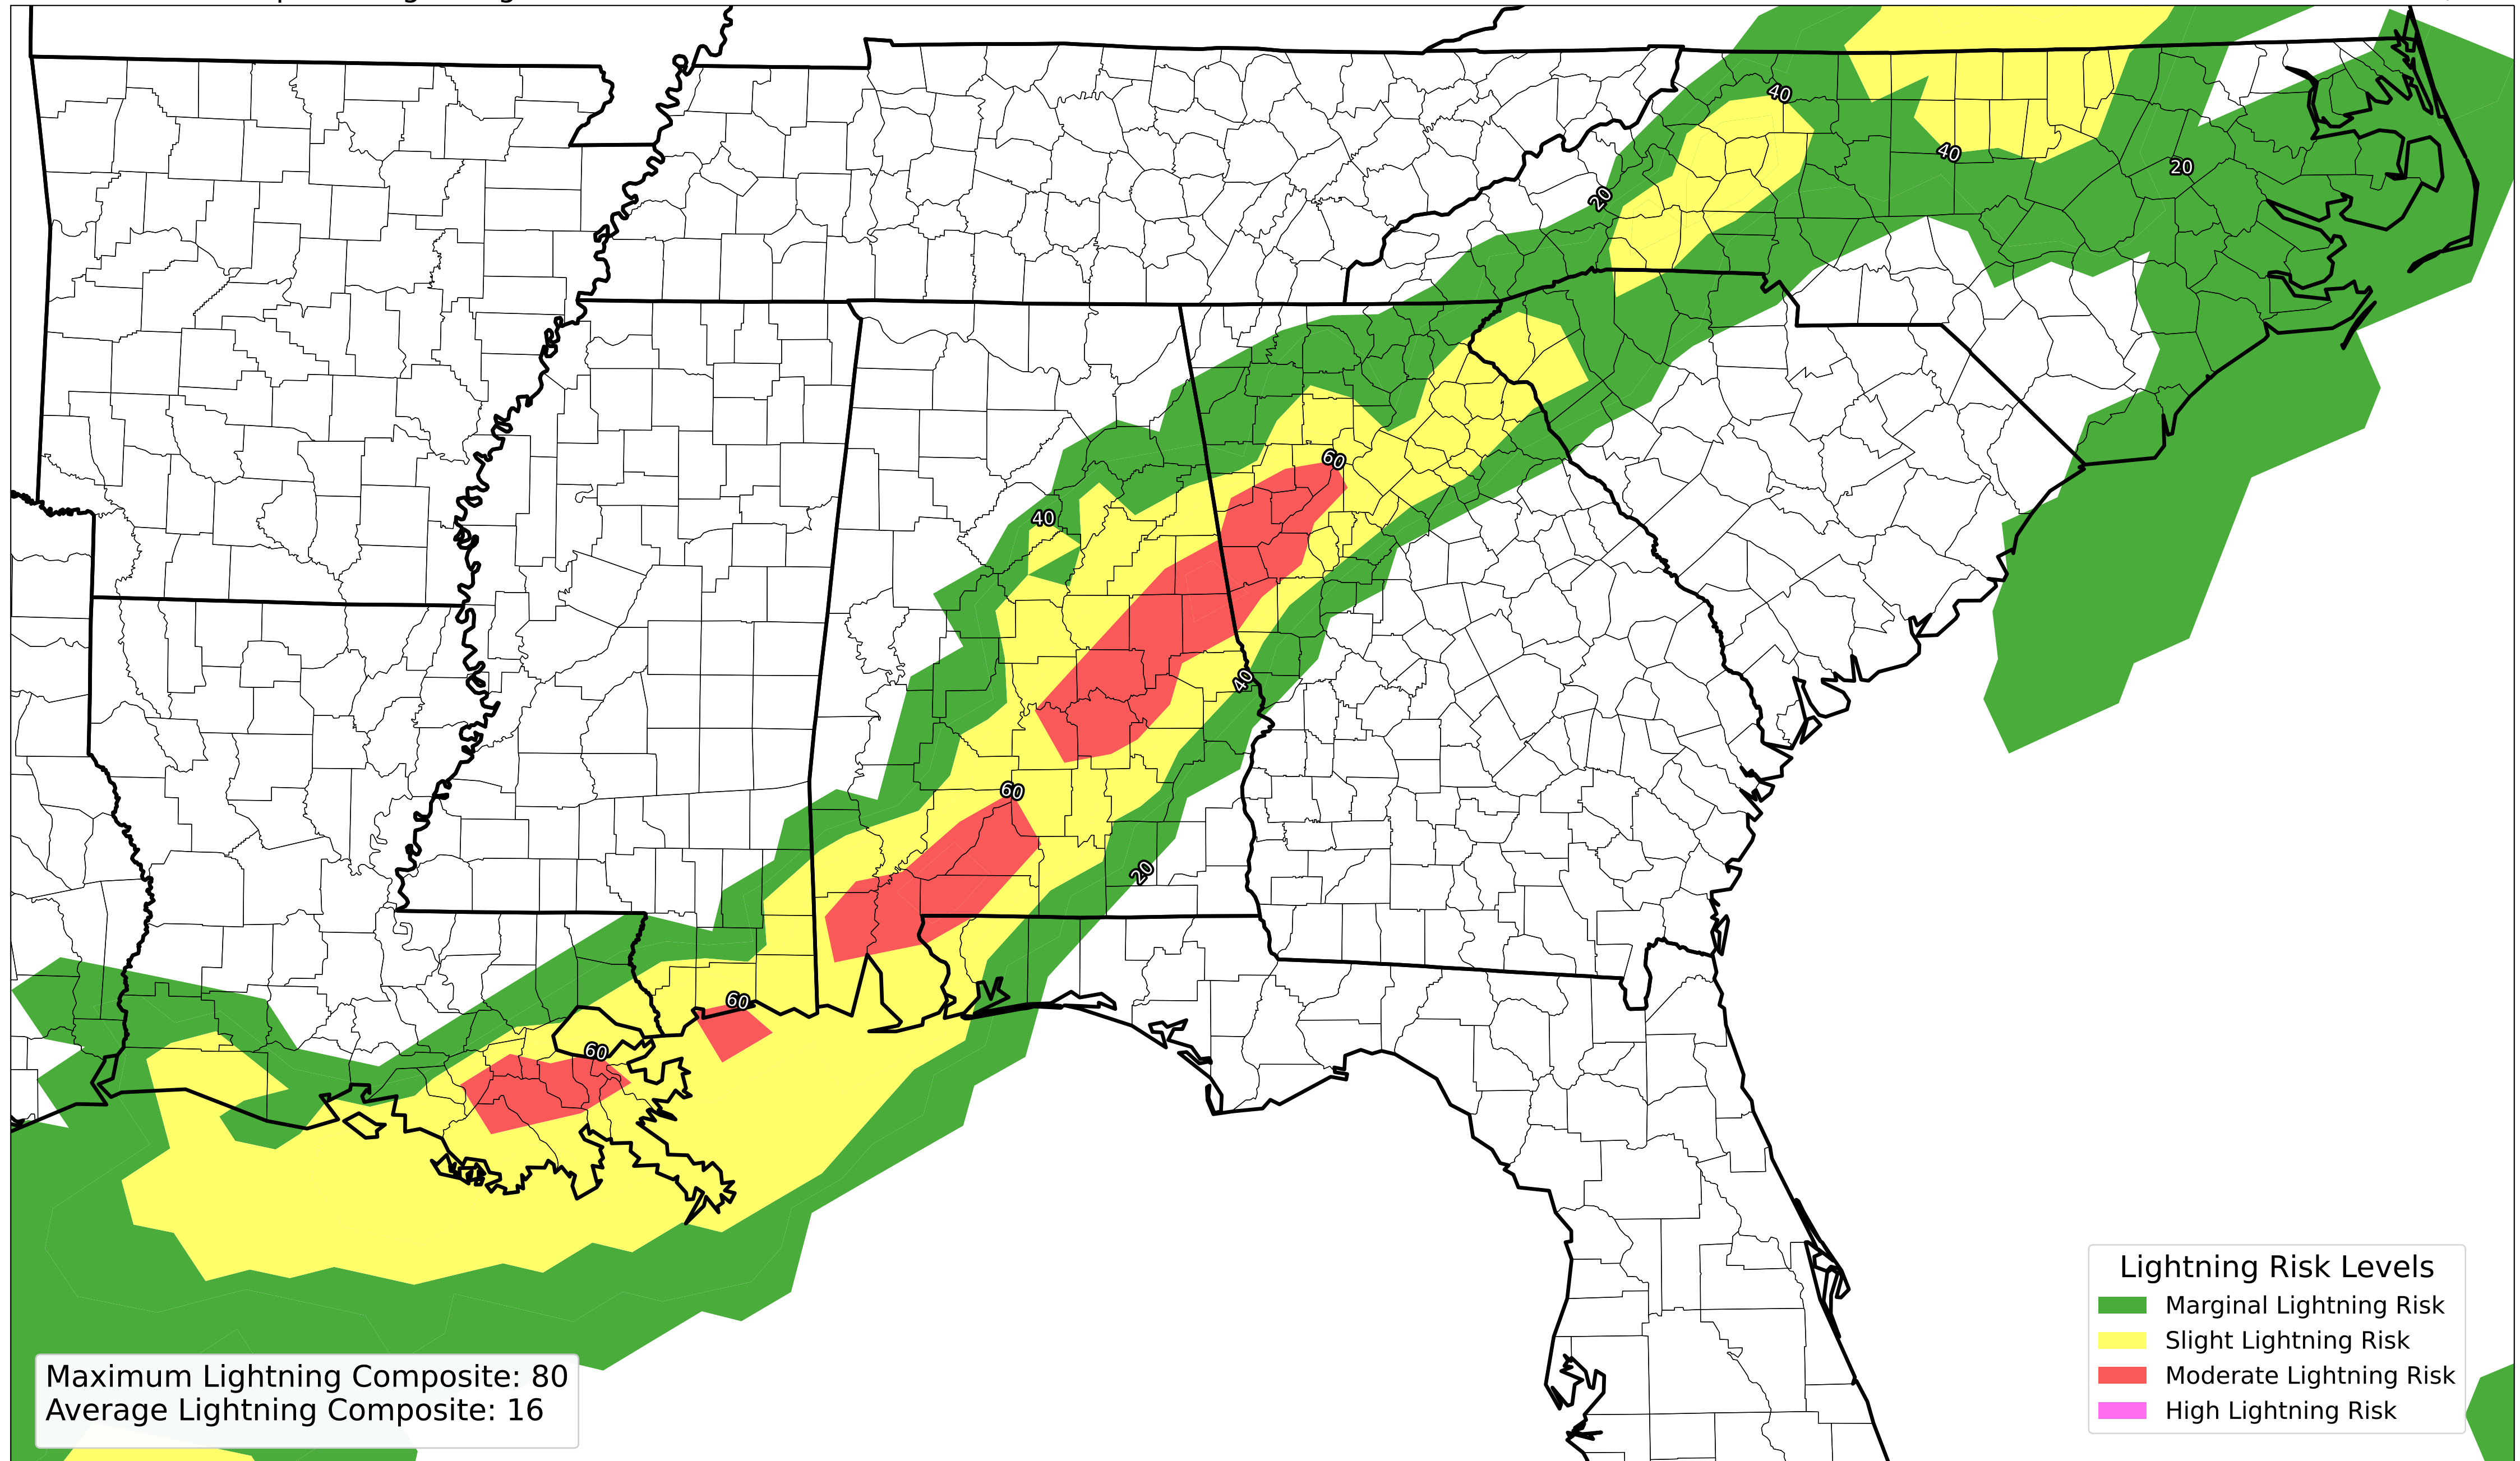 40
40
20
20
60
40
40
60
20
60
60
Lightning Risk Levels
Marginal Lightning Risk
Slight Lightning Risk
Moderate Lightning Risk
High Lightning Risk
Maximum Lightning Composite: 80
Average Lightning Composite: 16